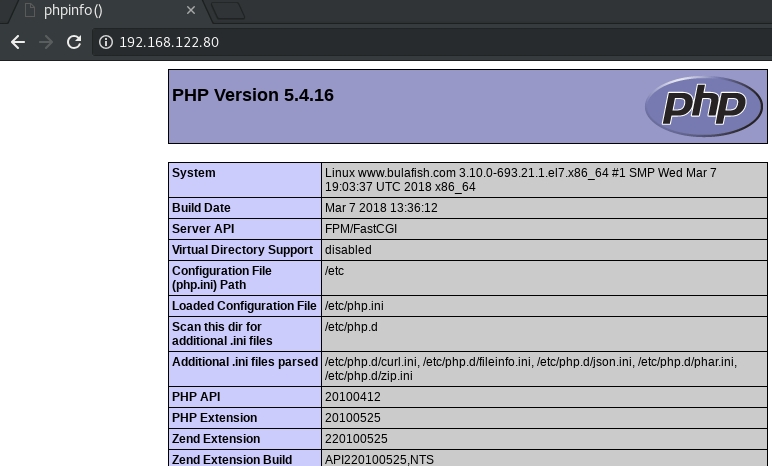 phpinfo()
192.168.122.80
PHP Version 5.4.16
php
System
Linux www.bulafish.com 3.10.0-693.21.1.el7.x86_64 #1 SMP Wed Mar 7
19:03:37 UTC 2018 x86_64
Build Date
Mar 7 2018 13:36:12
Server API
FPM/FastCGI
Virtual Directory Support
disabled
Configuration File
(php.ini) Path
/etc
Loaded Configuration File
/etc/php.ini
Scan this dir for
additional .ini files
/etc/php.d
Additional .ini files parsed
/etc/php.d/curl.ini, /etc/php.d/fileinfo.ini, /etc/php.d/json.ini, /etc/php.d/phar.ini,
/etc/php.d/zip.ini
PHP API
20100412
PHP Extension
20100525
Zend Extension
220100525
Zend Extension Build
API220100525,NTS